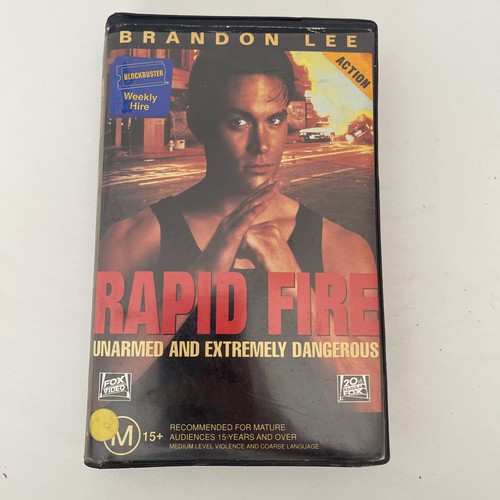 BRANDON LEE
BLOCKBUSTER
Weekly
Hire
ACTION
RAPID FIRE
UNARMED AND EXTREMELY DANGEROUS
FOX
VIDEO
20
CENTURY
FOX
M 15+
RECOMMENDED FOR MATURE
AUDIENCES 15 YEARS AND OVER
MEDIUM LEVEL VIOLENCE AND COARSE LANGUAGE